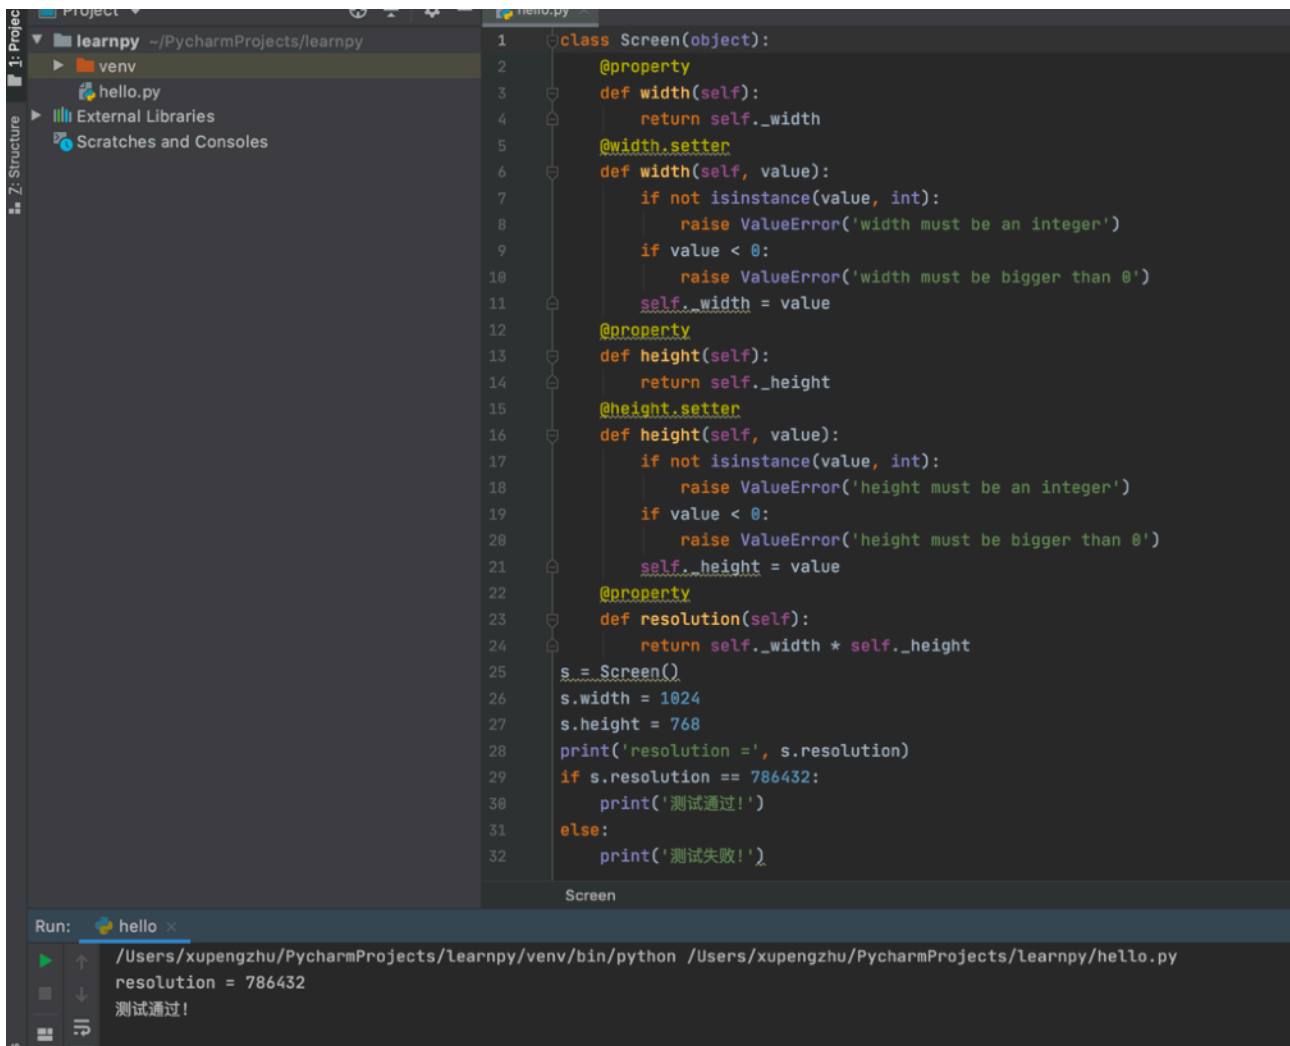 Project
hello.py
1: Project
Z: Structure
learnpy ~/PycharmProjects/learnpy
venv
hello.py
External Libraries
Scratches and Consoles
1 class Screen(object):
2 @property
3 def width(self):
4 return self._width
5 @width.setter
6 def width(self, value):
7 if not isinstance(value, int):
8 raise ValueError('width must be an integer')
9 if value < 0:
10 raise ValueError('width must be bigger than 0')
11 self._width = value
12 @property
13 def height(self):
14 return self._height
15 @height.setter
16 def height(self, value):
17 if not isinstance(value, int):
18 raise ValueError('height must be an integer')
19 if value < 0:
20 raise ValueError('height must be bigger than 0')
21 self._height = value
22 @property
23 def resolution(self):
24 return self._width * self._height
25 s = Screen()
26 s.width = 1024
27 s.height = 768
28 print('resolution =', s.resolution)
29 if s.resolution == 786432:
30 print('测试通过!')
31 else:
32 print('测试失败!')
Screen
Run: hello
/Users/xupengzhu/PycharmProjects/learnpy/venv/bin/python /Users/xupengzhu/PycharmProjects/learnpy/hello.py
resolution = 786432
测试通过!